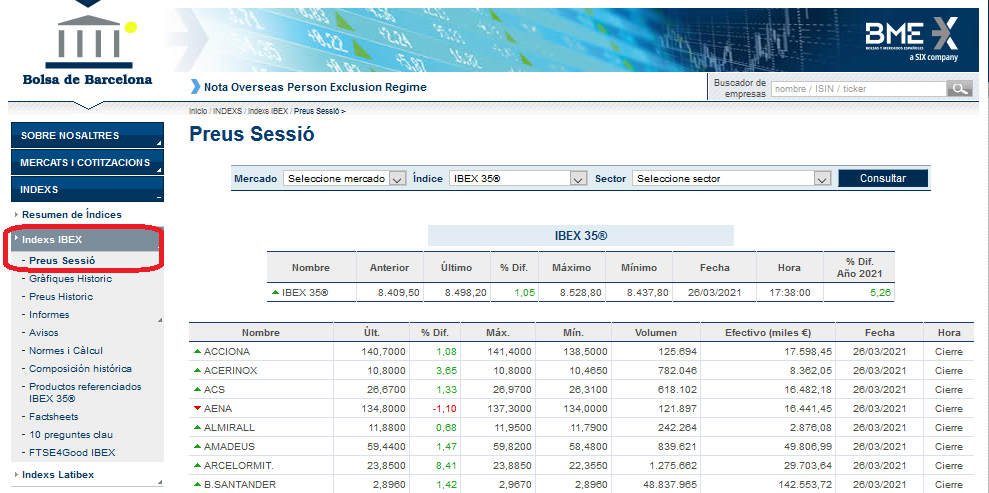 Bolsa de Barcelona
BME X
BOLSAS Y MERCADOS ESPAÑOLES
a SIX company
Nota Overseas Person Exclusion Regime
Buscador de empresas nombre / ISIN / ticker
Inicio / INDEXS / Indexs IBEX / Preus Sessió >
SOBRE NOSALTRES
MERCATS I COTITZACIONS
INDEXS
Resumen de Índices
Indexs IBEX
- Preus Sessió
- Gráfiques Historic
- Preus Historic
- Informes
- Avisos
- Normes i Càlcul
- Composición histórica
- Productos referenciados
IBEX 35®
- Factsheets
- 10 preguntes clau
- FTSE4Good IBEX
Indexs Latibex
Preus Sessió
Mercado Seleccione mercado Índice IBEX 35® Sector Seleccione sector Consultar
IBEX 35®
Nombre Anterior Último % Dif. Máximo Mínimo Fecha Hora % Dif. Año 2021
IBEX 35® 8.409,50 8.498,20 1,05 8.528,80 8.437,80 26/03/2021 17:38:00 5,26
Nombre Últ. % Dif. Máx. Mín. Volumen Efectivo (miles €) Fecha Hora
ACCIONA 140,7000 1,08 141,4000 138,5000 125.694 17.598,45 26/03/2021 Cierre
ACERINOX 10,8000 3,65 10,8000 10,4650 782.046 8.362,05 26/03/2021 Cierre
ACS 26,6700 1,33 26,9700 26,3100 618.102 16.482,18 26/03/2021 Cierre
AENA 134,8000 -1,10 137,3000 134,0000 121.897 16.441,45 26/03/2021 Cierre
ALMIRALL 11,8800 0,68 11,9500 11,7900 242.264 2.876,08 26/03/2021 Cierre
AMADEUS 59,4400 1,47 59,8200 58,4800 839.621 49.806,99 26/03/2021 Cierre
ARCELORMIT. 23,8500 8,41 23,8850 22,3550 1.275.662 29.703,64 26/03/2021 Cierre
B.SANTANDER 2,8960 1,42 2,9670 2,8960 48.837.965 142.553,72 26/03/2021 Cierre